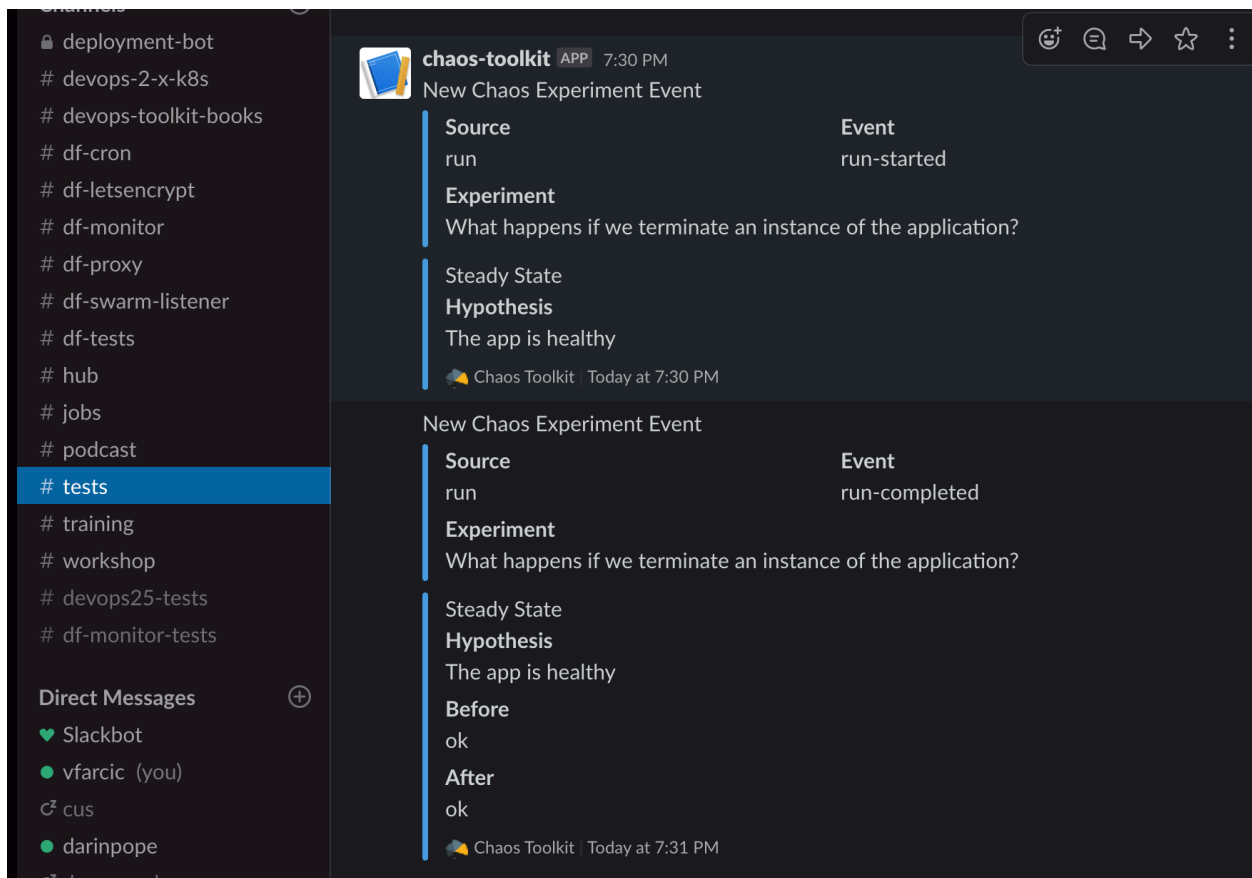 Channels
deployment-bot
# devops-2-x-k8s
# devops-toolkit-books
# df-cron
# df-letsencrypt
# df-monitor
# df-proxy
# df-swarm-listener
# df-tests
# hub
# jobs
# podcast
# tests
# training
# workshop
# devops25-tests
# df-monitor-tests
Direct Messages
Slackbot
vfarcic (you)
cus
darinpope
chaos-toolkit APP 7:30 PM
New Chaos Experiment Event
Source Event
run run-started
Experiment
What happens if we terminate an instance of the application?
Steady State
Hypothesis
The app is healthy
Chaos Toolkit | Today at 7:30 PM
New Chaos Experiment Event
Source Event
run run-completed
Experiment
What happens if we terminate an instance of the application?
Steady State
Hypothesis
The app is healthy
Before
ok
After
ok
Chaos Toolkit | Today at 7:31 PM